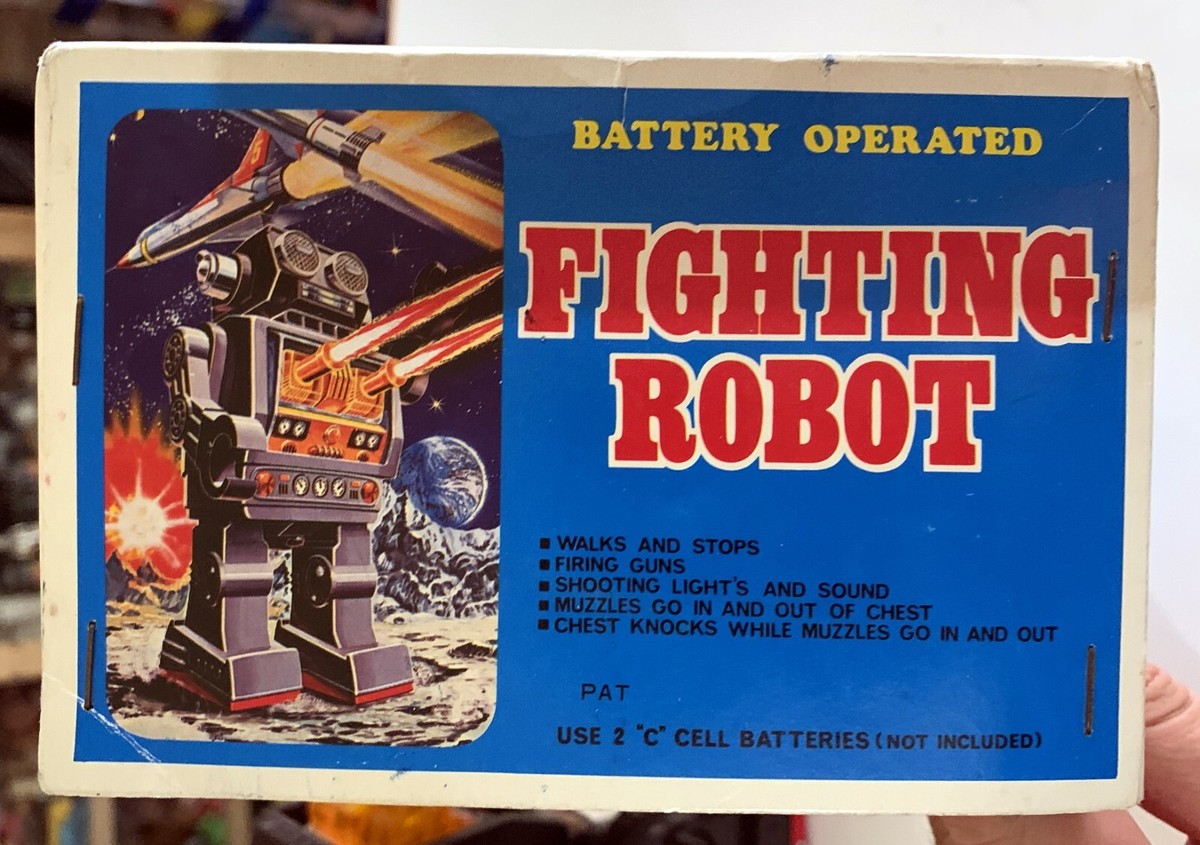 BATTERY OPERATED
FIGHTING
ROBOT
▪ WALKS AND STOPS
▪ FIRING GUNS
▪ SHOOTING LIGHT'S AND SOUND
▪ MUZZLES GO IN AND OUT OF CHEST
▪ CHEST KNOCKS WHILE MUZZLES GO IN AND OUT
PAT
USE 2 "C" CELL BATTERIES (NOT INCLUDED)